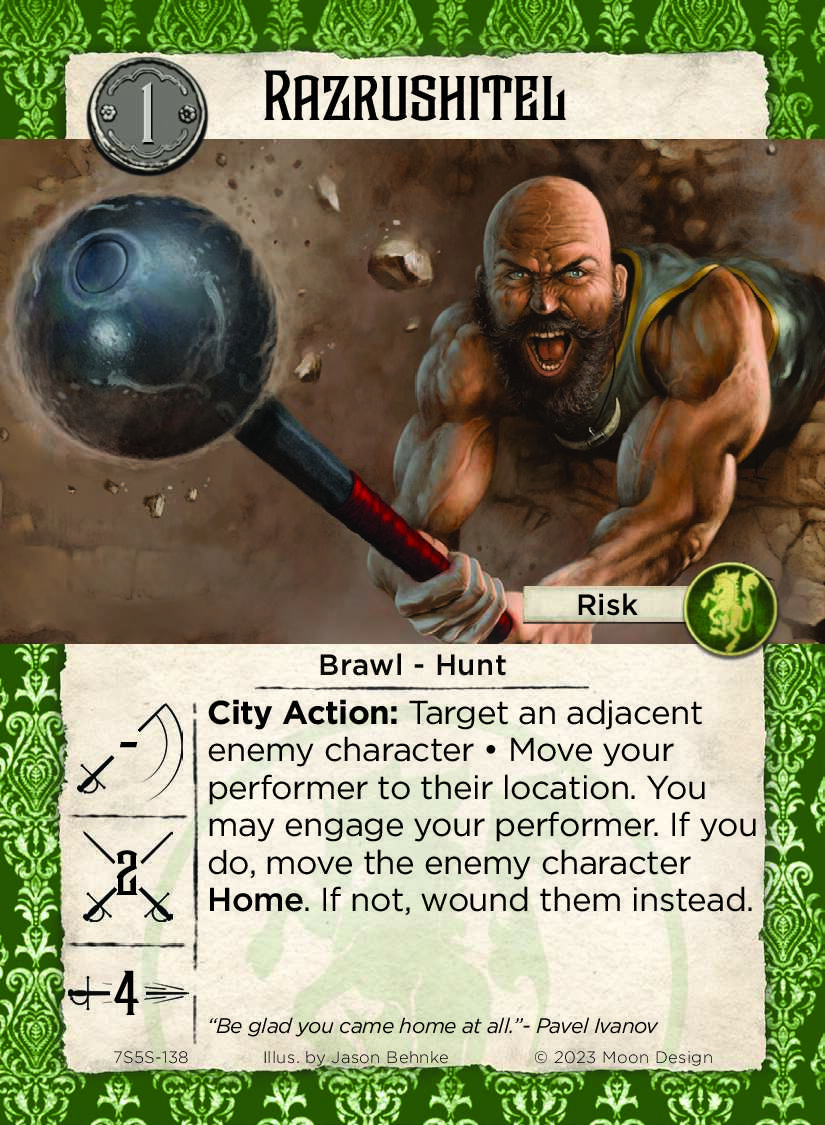 1
Razrushitel
Risk
Brawl - Hunt
-
2
4
City Action: Target an adjacent
enemy character • Move your
performer to their location. You
may engage your performer. If you
do, move the enemy character
Home. If not, wound them instead.
“Be glad you came home at all.”- Pavel Ivanov
7S5S-138 Illus. by Jason Behnke © 2023 Moon Design